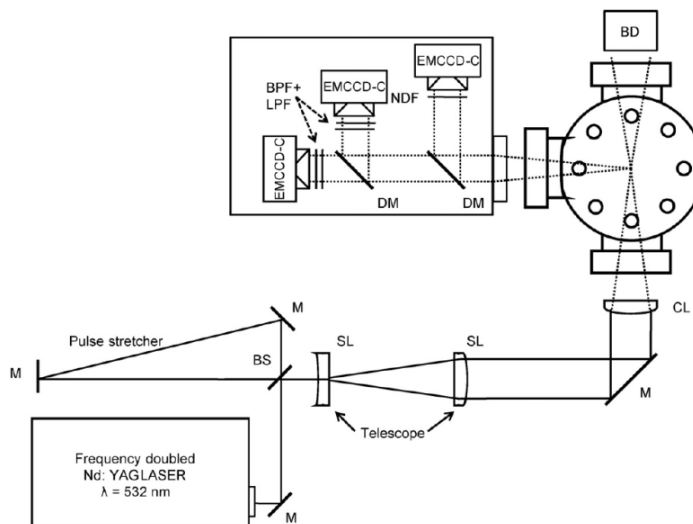 BD
EMCCD-C
EMCCD-C
BPF+
LPF
NDF
EMCCD-C
DM
DM
CL
M
Pulse stretcher
SL
SL
BS
M
M
Telescope
Frequency doubled
Nd: YAGLASER
λ = 532 nm
M